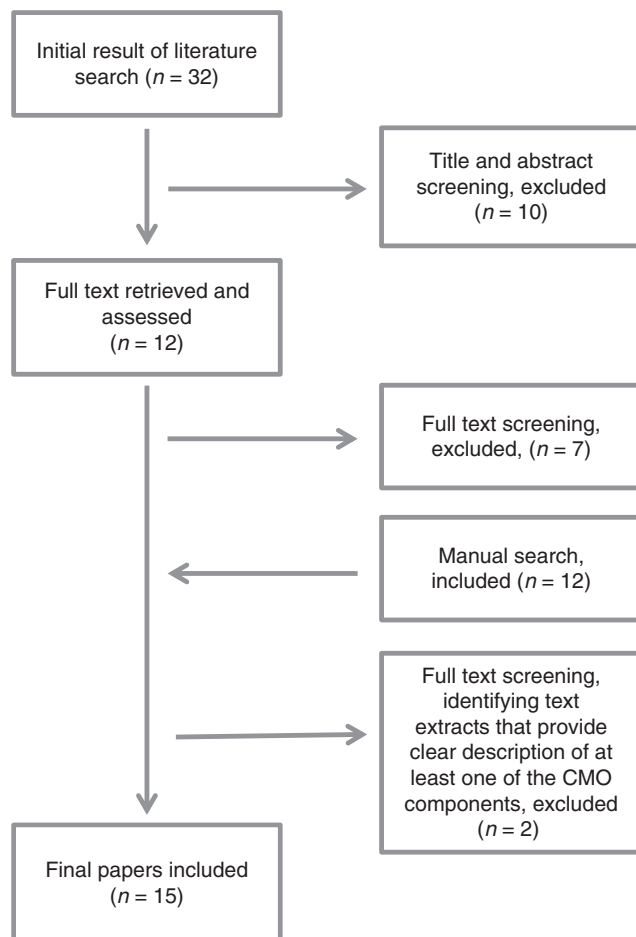 Initial result of literature
search (n = 32)
Title and abstract
screening, excluded
(n = 10)
Full text retrieved and
assessed
(n = 12)
Full text screening,
excluded, (n = 7)
Manual search,
included (n = 12)
Full text screening,
identifying text
extracts that provide
clear description of at
least one of the CMO
components, excluded
(n = 2)
Final papers included
(n = 15)